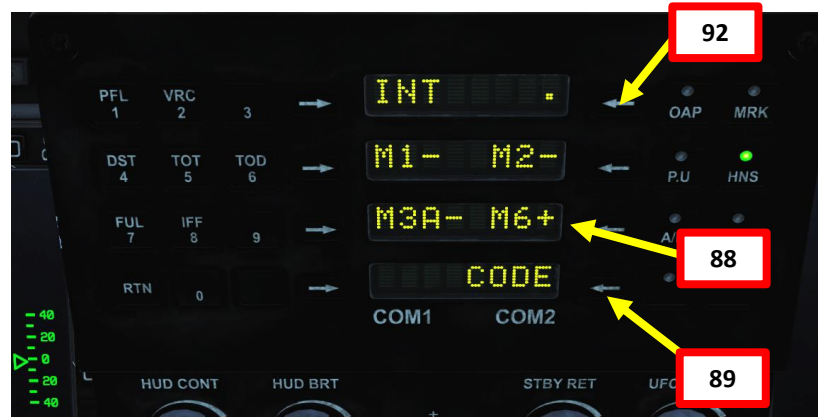 92
PFL VRC INT .
1 2 3 OAP MRK
DST TOT TOD M1- M2-
4 5 6 P.U HNS
FUL IFF M3A- M6+
7 8 9
88
RTN 0 CODE
COM1 COM2
40
20
0
20
40
89
HUD CONT HUD BRT STBY RET